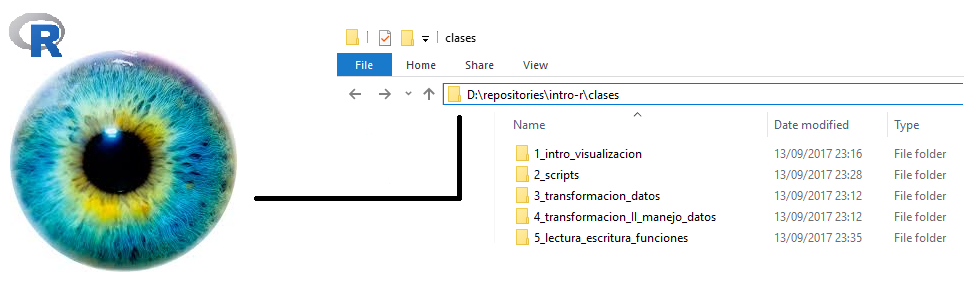 R
clases
File Home Share View
D:\repositories\intro-r\clases
Name Date modified Type
1_intro_visualizacion 13/09/2017 23:16 File folder
2_scripts 13/09/2017 23:28 File folder
3_transformacion_datos 13/09/2017 23:12 File folder
4_transformacion_II_manejo_datos 13/09/2017 23:12 File folder
5_lectura_escritura_funciones 13/09/2017 23:35 File folder